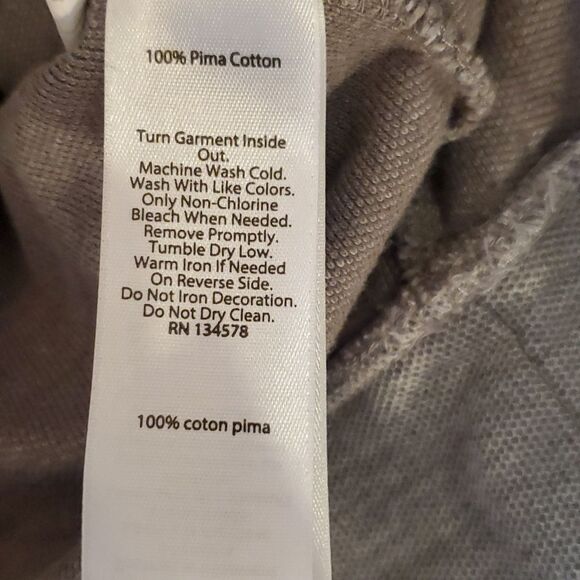 100% Pima Cotton
Turn Garment Inside
Out.
Machine Wash Cold.
Wash With Like Colors.
Only Non-Chlorine
Bleach When Needed.
Remove Promptly.
Tumble Dry Low.
Warm Iron If Needed
On Reverse Side.
Do Not Iron Decoration.
Do Not Dry Clean.
RN 134578
100% coton pima